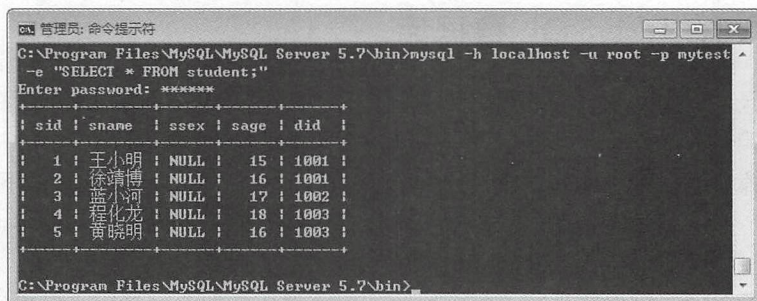 管理员: 命令提示符
C:\Program Files\MySQL\MySQL Server 5.7\bin>mysql -h localhost -u root -p mytest
-e "SELECT * FROM student;"
Enter password: ******
+-----+--------+------+------+------+
| sid | sname | ssex | sage | did |
+-----+--------+------+------+------+
| 1 | 王小明 | NULL | 15 | 1001 |
| 2 | 徐靖博 | NULL | 16 | 1001 |
| 3 | 蓝小河 | NULL | 17 | 1002 |
| 4 | 程化龙 | NULL | 18 | 1003 |
| 5 | 黄晓明 | NULL | 16 | 1003 |
+-----+--------+------+------+------+
C:\Program Files\MySQL\MySQL Server 5.7\bin>_